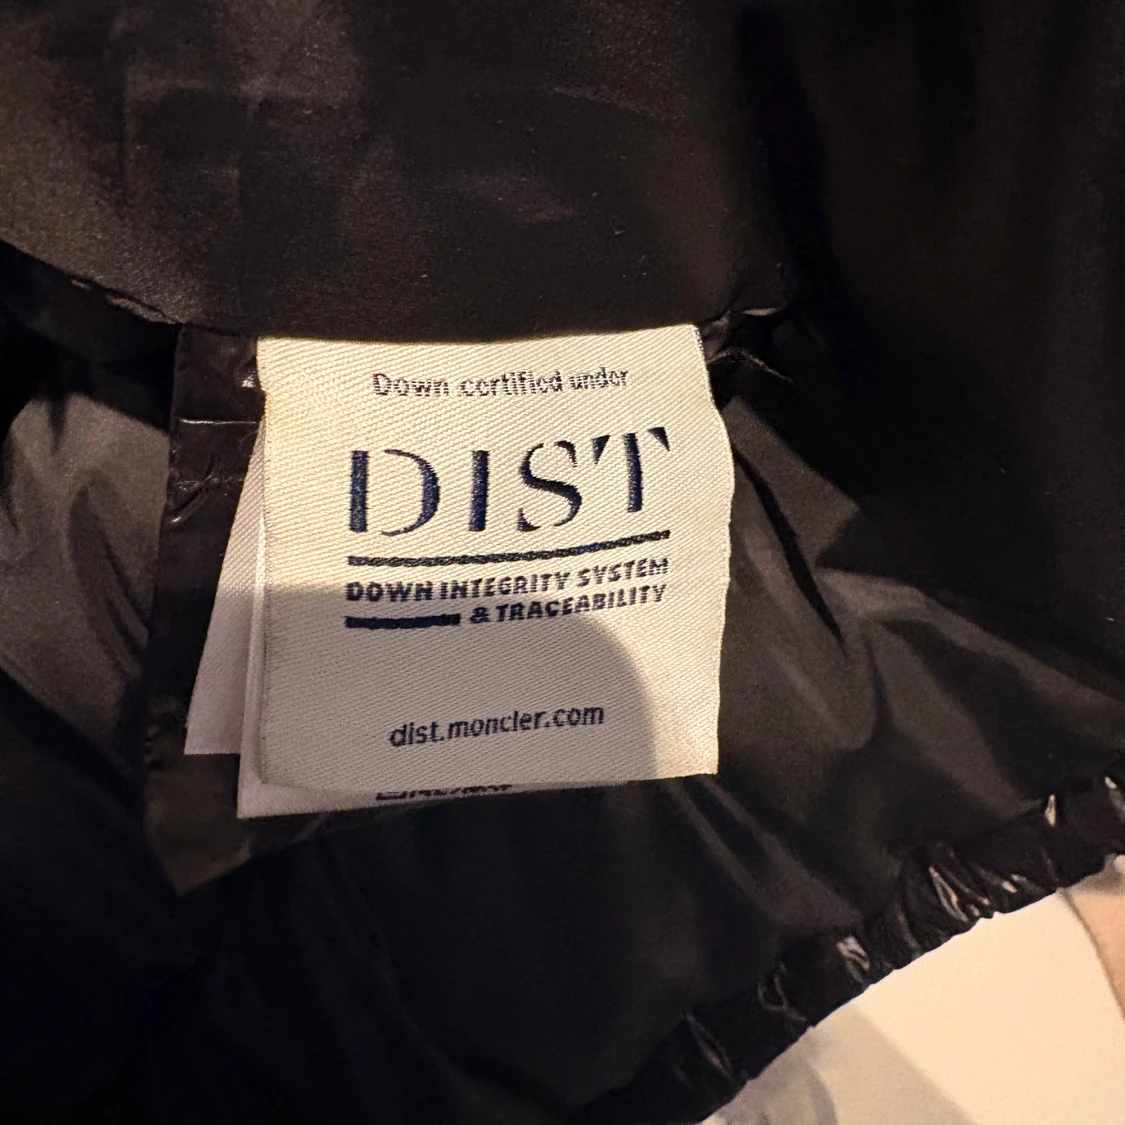 Down certified under
DIST
DOWN INTEGRITY SYSTEM
& TRACEABILITY
dist.moncler.com